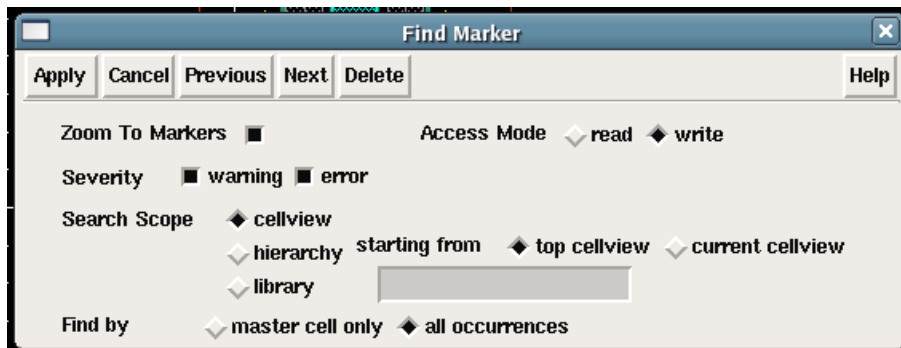 Find Marker
Apply Cancel Previous Next Delete Help
Zoom To Markers Access Mode read write
Severity warning error
Search Scope cellview
hierarchy starting from top cellview current cellview
library
Find by master cell only all occurrences